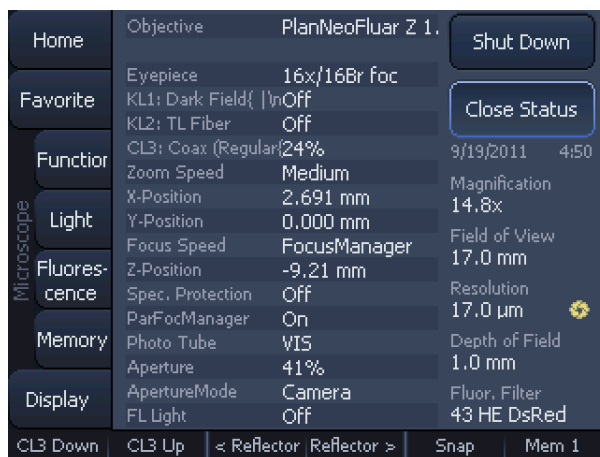 Home
Favorite
Microscope
Function
Light
Fluores-
cence
Memory
Display
Objective PlanNeoFluar Z 1.
Eyepiece 16x/16Br foc
KL1: Dark Field{ |\n Off
KL2: TL Fiber Off
CL3: Coax (Regular( 24%
Zoom Speed Medium
X-Position 2.691 mm
Y-Position 0.000 mm
Focus Speed FocusManager
Z-Position -9.21 mm
Spec. Protection Off
ParFocManager On
Photo Tube VIS
Aperture 41%
ApertureMode Camera
FL Light Off
Shut Down
Close Status
9/19/2011 4:50
Magnification
14.8x
Field of View
17.0 mm
Resolution
17.0 µm
Depth of Field
1.0 mm
Fluor. Filter
43 HE DsRed
CL3 Down CL3 Up < Reflector Reflector > Snap Mem 1